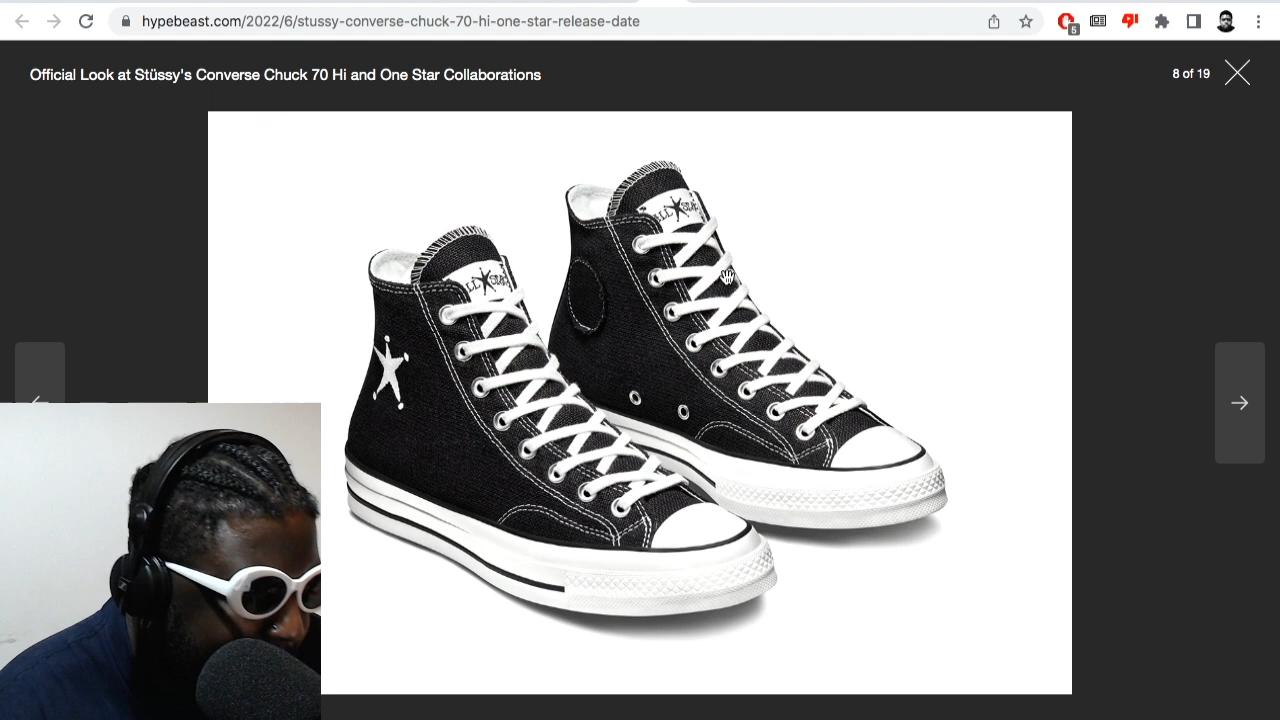 hypebeast.com/2022/6/stussy-converse-chuck-70-hi-one-star-release-date
5
Official Look at Stüssy's Converse Chuck 70 Hi and One Star Collaborations
8 of 19